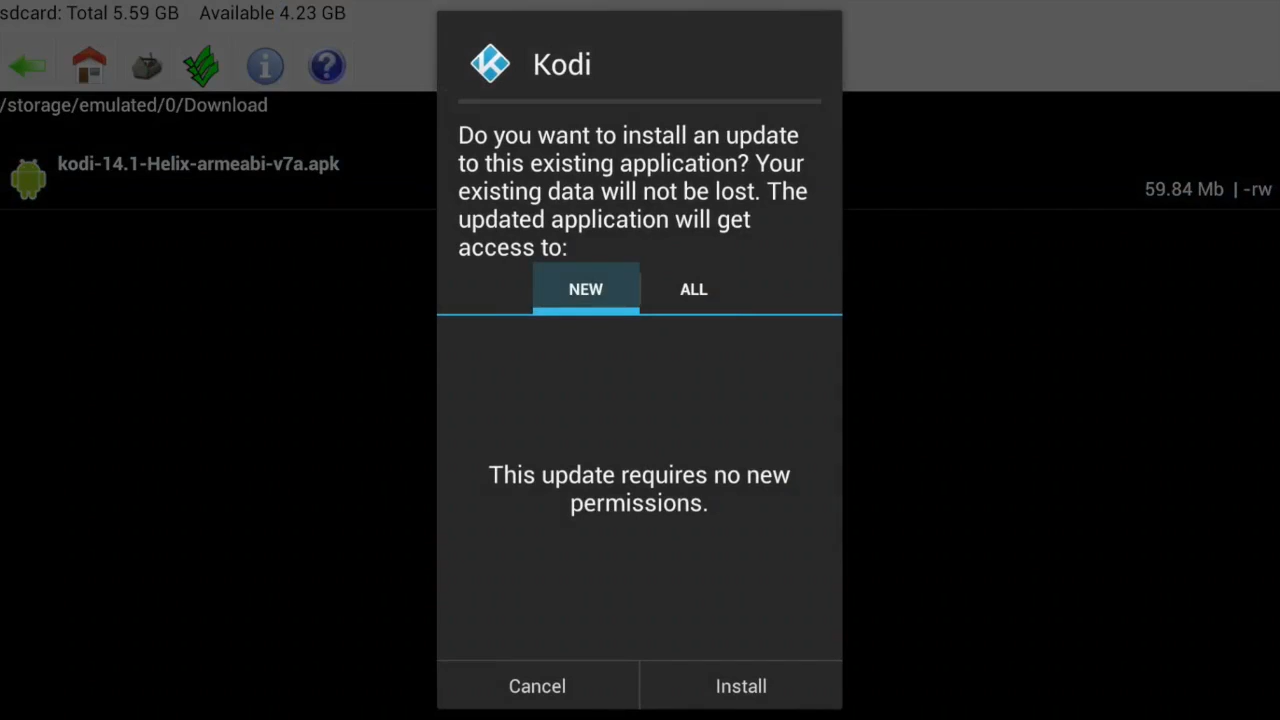 sdcard: Total 5.59 GB Available 4.23 GB
/storage/emulated/0/Download
kodi-14.1-Helix-armeabi-v7a.apk
59.84 Mb | -rw
Kodi
Do you want to install an update
to this existing application? Your
existing data will not be lost. The
updated application will get
access to:
NEW ALL
This update requires no new
permissions.
Cancel Install